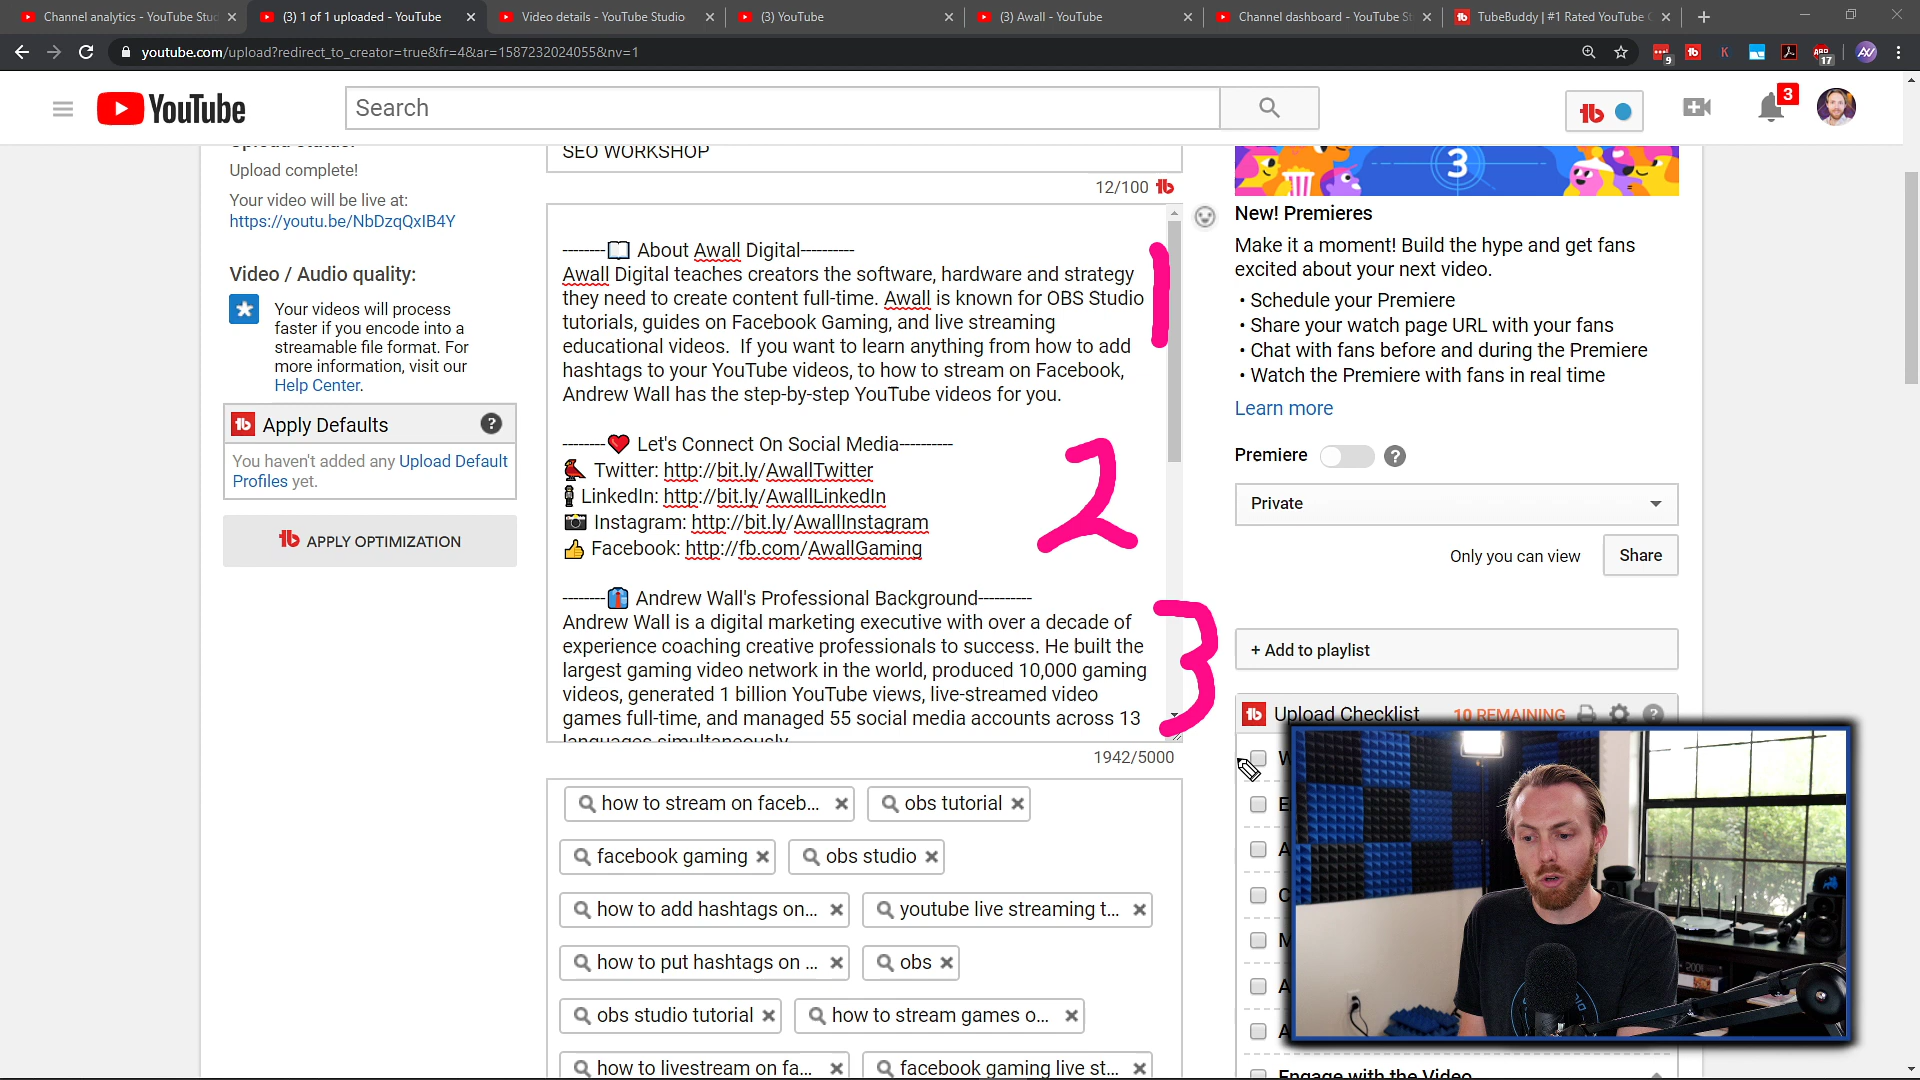 Channel analytics - YouTube Stu
(3) 1 of 1 uploaded - YouTube
Video details - YouTube Studio
(3) YouTube
(3) Awall - YouTube
Channel dashboard - YouTube St
TubeBuddy | #1 Rated YouTube C
youtube.com/upload?redirect_to_creator=true&fr=4&ar=1587232024055&nv=1
9
tb
K
ABP
17
YouTube
Search
tb
3
Upload status:
Upload complete!
Your video will be live at:
https://youtu.be/NbDzqQxIB4Y
Video / Audio quality:
Your videos will process
faster if you encode into a
streamable file format. For
more information, visit our
Help Center.
tb Apply Defaults ?
You haven't added any Upload Default
Profiles yet.
tb APPLY OPTIMIZATION
SEO WORKSHOP
12/100 tb
--------📖 About Awall Digital----------
Awall Digital teaches creators the software, hardware and strategy
they need to create content full-time. Awall is known for OBS Studio
tutorials, guides on Facebook Gaming, and live streaming
educational videos.  If you want to learn anything from how to add
hashtags to your YouTube videos, to how to stream on Facebook,
Andrew Wall has the step-by-step YouTube videos for you.
1
--------❤️ Let's Connect On Social Media----------
Twitter: http://bit.ly/AwallTwitter
LinkedIn: http://bit.ly/AwallLinkedIn
Instagram: http://bit.ly/AwallInstagram
Facebook: http://fb.com/AwallGaming
2
--------👔 Andrew Wall's Professional Background----------
Andrew Wall is a digital marketing executive with over a decade of
experience coaching creative professionals to success. He built the
largest gaming video network in the world, produced 10,000 gaming
videos, generated 1 billion YouTube views, live-streamed video
games full-time, and managed 55 social media accounts across 13
languages simultaneously
3
1942/5000
how to stream on faceb...
obs tutorial
facebook gaming
obs studio
how to add hashtags on...
youtube live streaming t...
how to put hashtags on ...
obs
obs studio tutorial
how to stream games o...
how to livestream on fa...
facebook gaming live st...
3
New! Premieres
Make it a moment! Build the hype and get fans
excited about your next video.
• Schedule your Premiere
• Share your watch page URL with your fans
• Chat with fans before and during the Premiere
• Watch the Premiere with fans in real time
Learn more
Premiere ?
Private
Only you can view
Share
+ Add to playlist
tb Upload Checklist 10 REMAINING ?
W
E
A
C
M
A
A
Engage with the Video